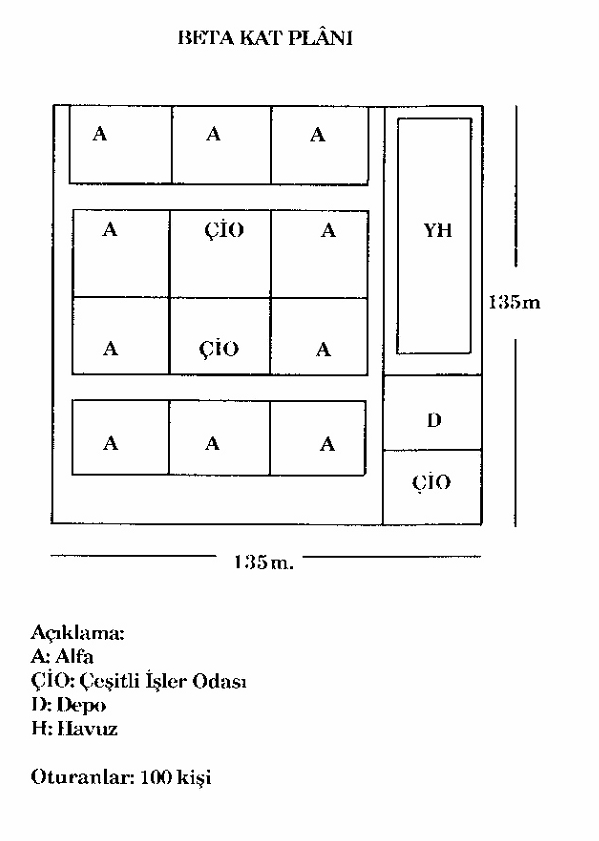 BETA KAT PLÂNI
A A A
A ÇİO A YH
135m
A ÇİO A
D
A A A
ÇİO
135m.
Açıklama:
A: Alfa
ÇİO: Çeşitli İşler Odası
D: Depo
H: Havuz
Oturanlar: 100 kişi